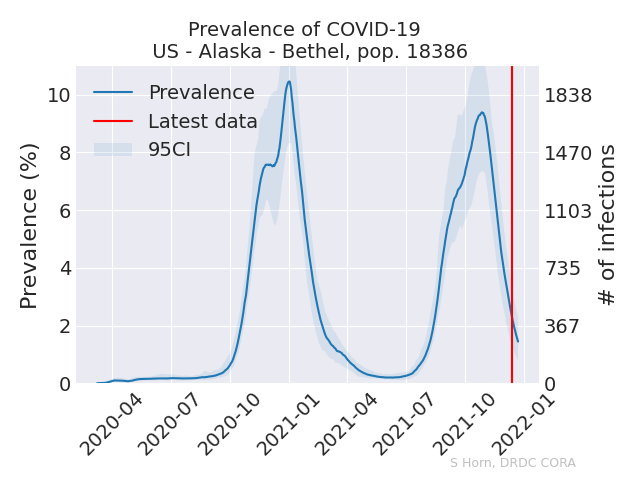 Prevalence of COVID-19
US - Alaska - Bethel, pop. 18386
Prevalence
Latest data
95CI
Prevalence (%)
10
8
6
4
2
0
1838
1470
1103
735
367
0
# of infections
2020-04
2020-07
2020-10
2021-01
2021-04
2021-07
2021-10
2022-01
S Horn, DRDC CORA